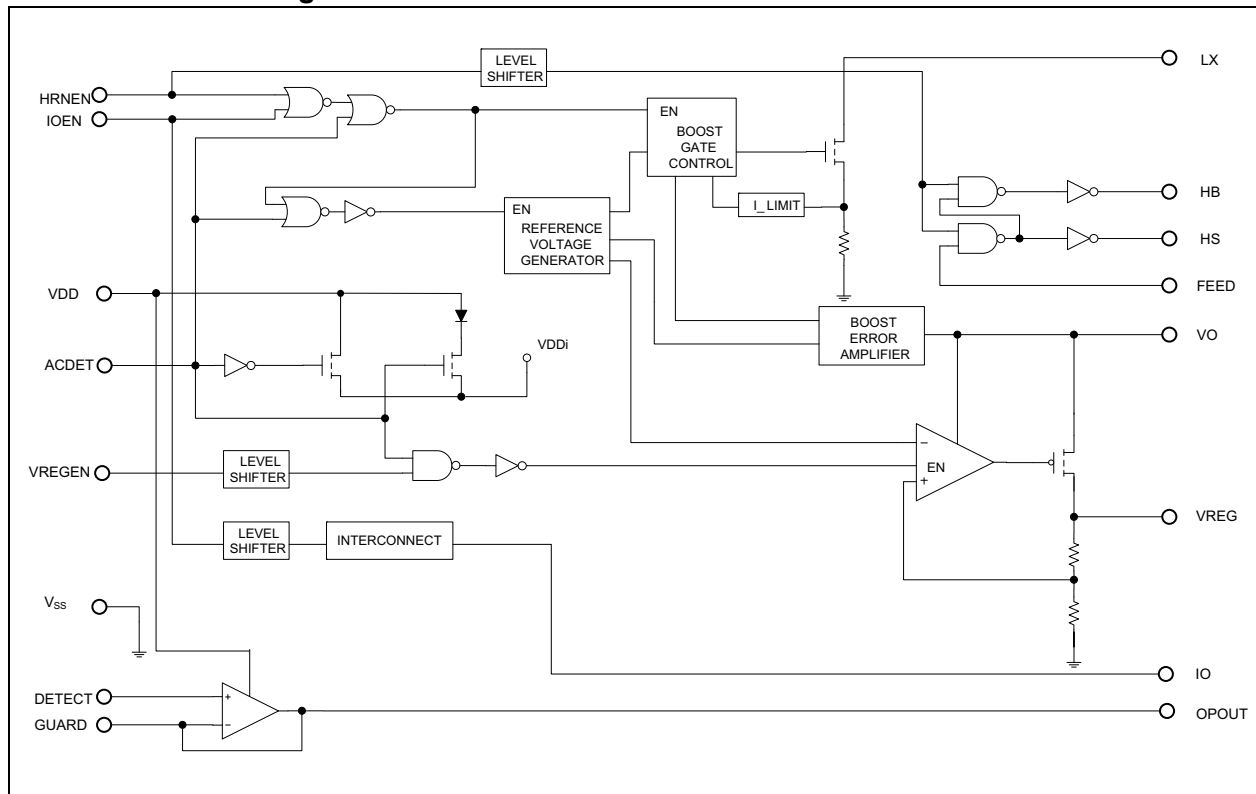 g
LEVEL
SHIFTER
LX
HRNEN
IOEN
EN
BOOST
GATE
CONTROL
I_LIMIT
HB
EN
REFERENCE
VOLTAGE
GENERATOR
HS
FEED
VDD
VDDi
BOOST
ERROR
AMPLIFIER
VO
ACDET
VREGEN
LEVEL
SHIFTER
−
EN
+
VREG
LEVEL
SHIFTER
INTERCONNECT
VSS
IO
DETECT
+
GUARD
−
OPOUT